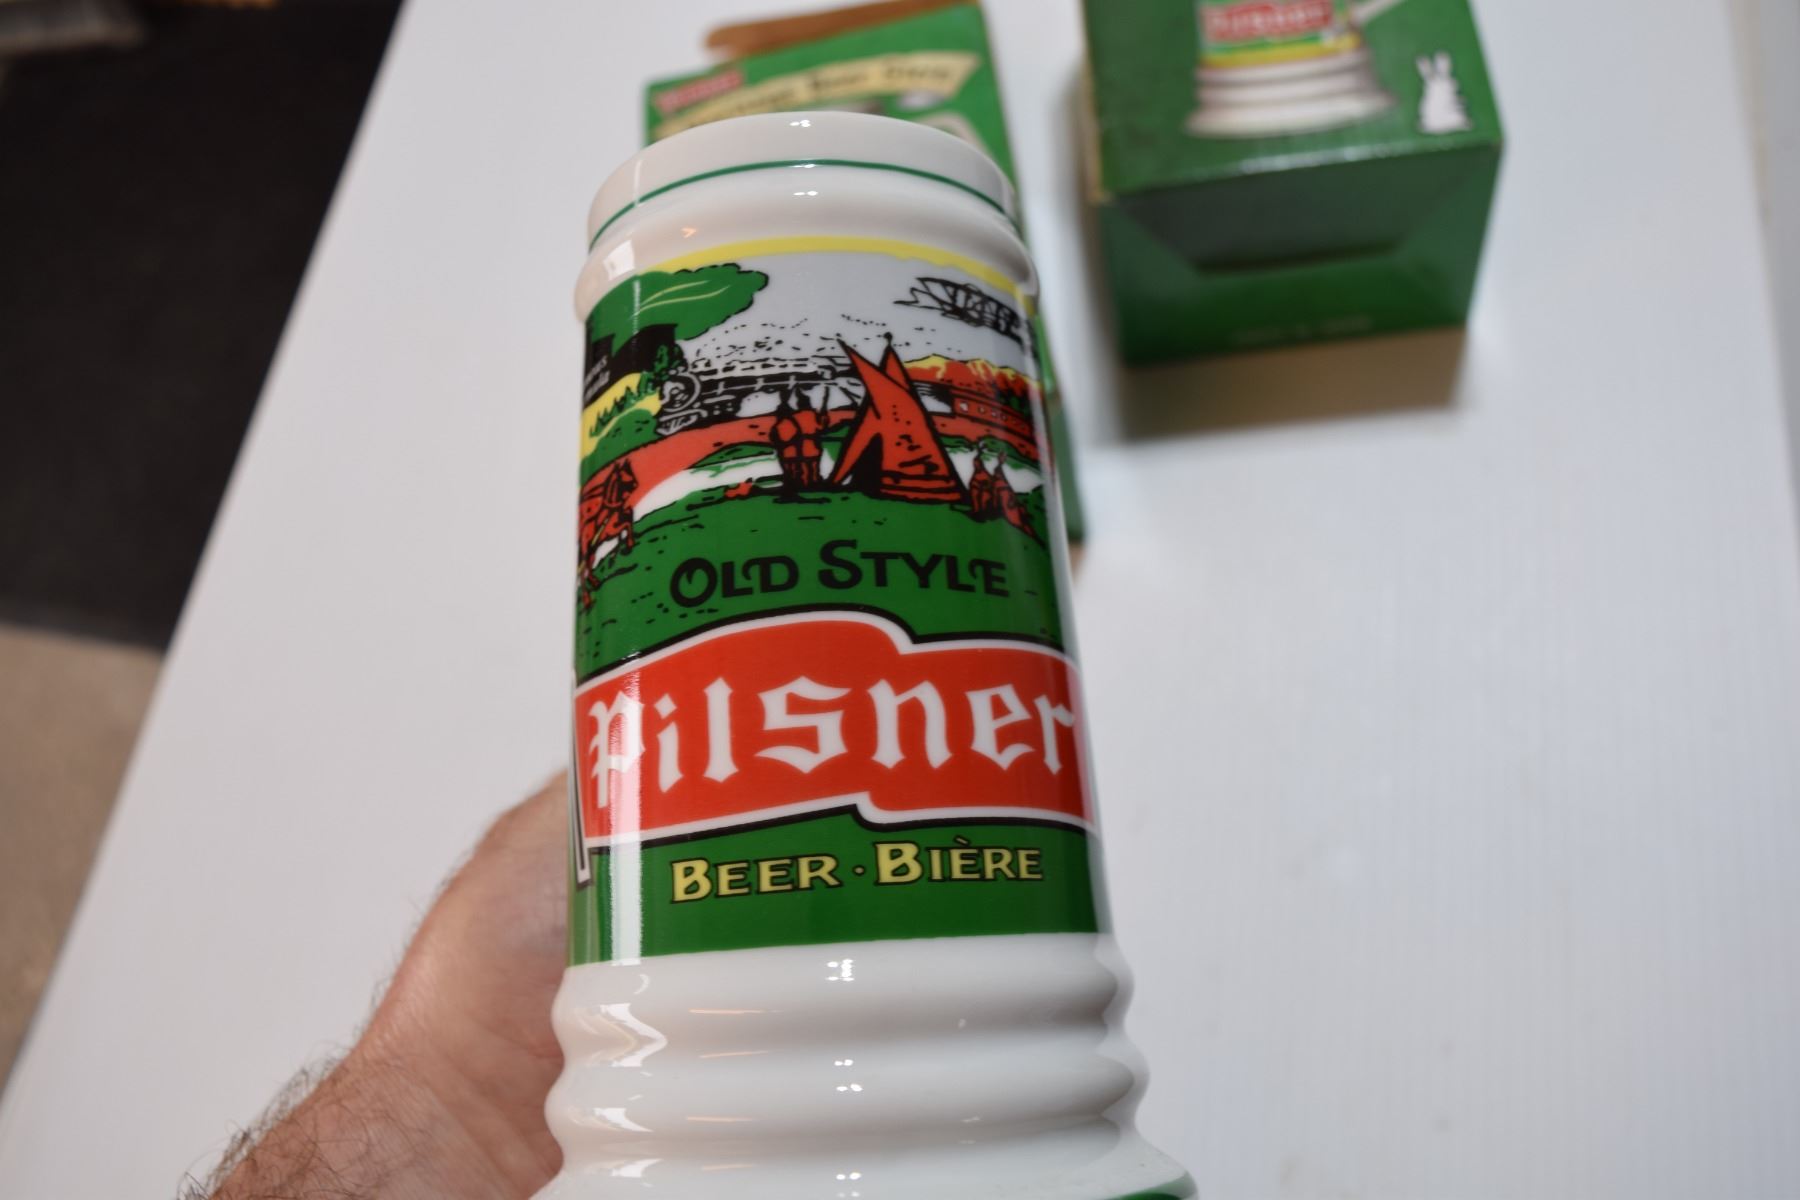 OLD STYLE
Pilsner
BEER · BIÈRE